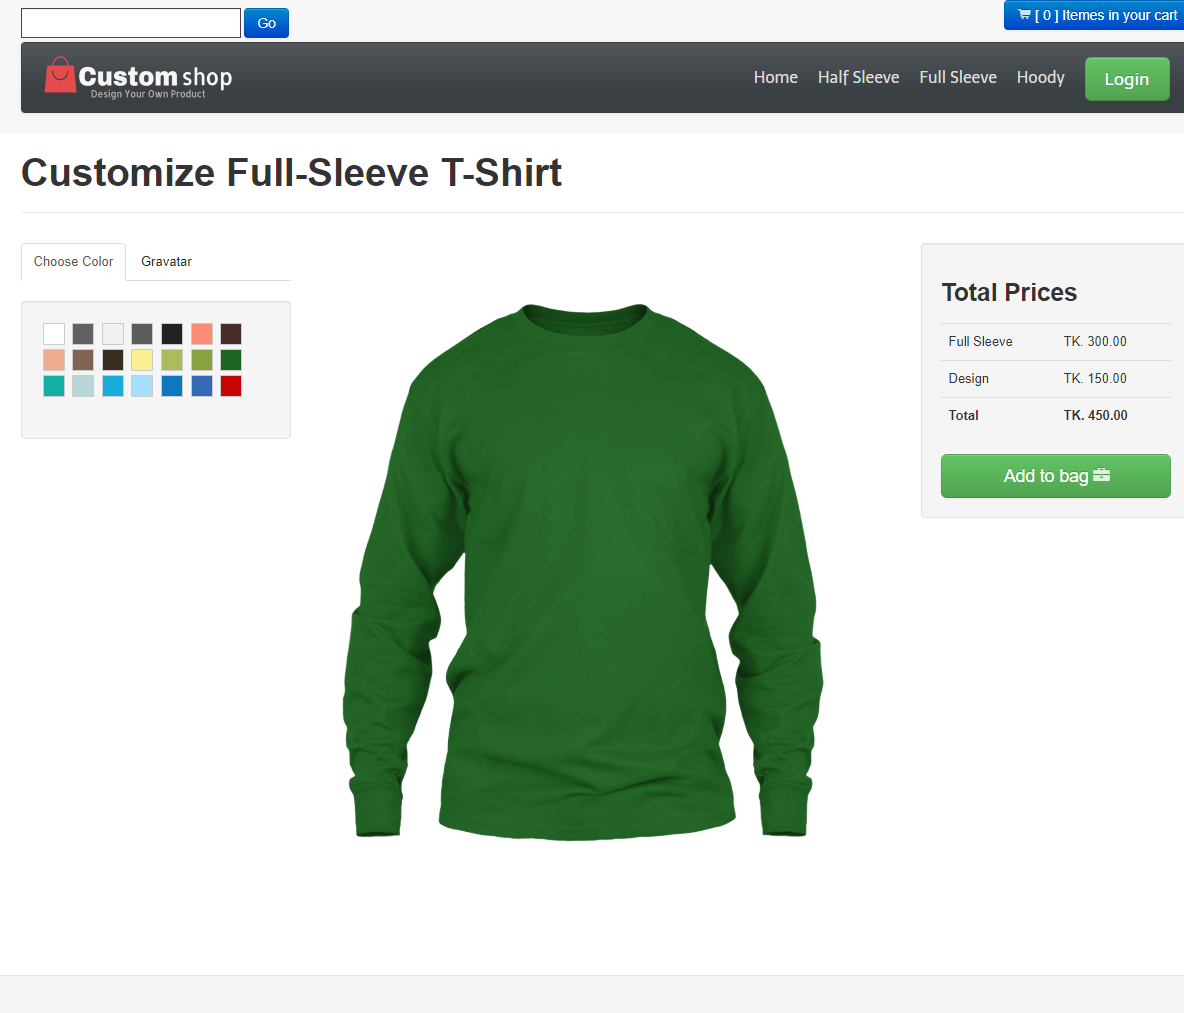 Go
[ 0 ] Itemes in your cart
Custom shop
Design Your Own Product
Home Half Sleeve Full Sleeve Hoody Login
Customize Full-Sleeve T-Shirt
Choose Color Gravatar
Total Prices
Full Sleeve TK. 300.00
Design TK. 150.00
Total TK. 450.00
Add to bag